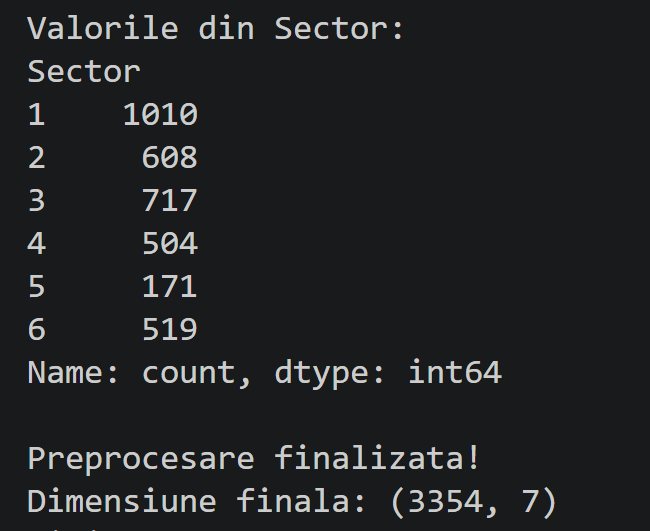 Valorile din Sector:
Sector
1    1010
2     608
3     717
4     504
5     171
6     519
Name: count, dtype: int64

Preprocesare finalizata!
Dimensiune finala: (3354, 7)